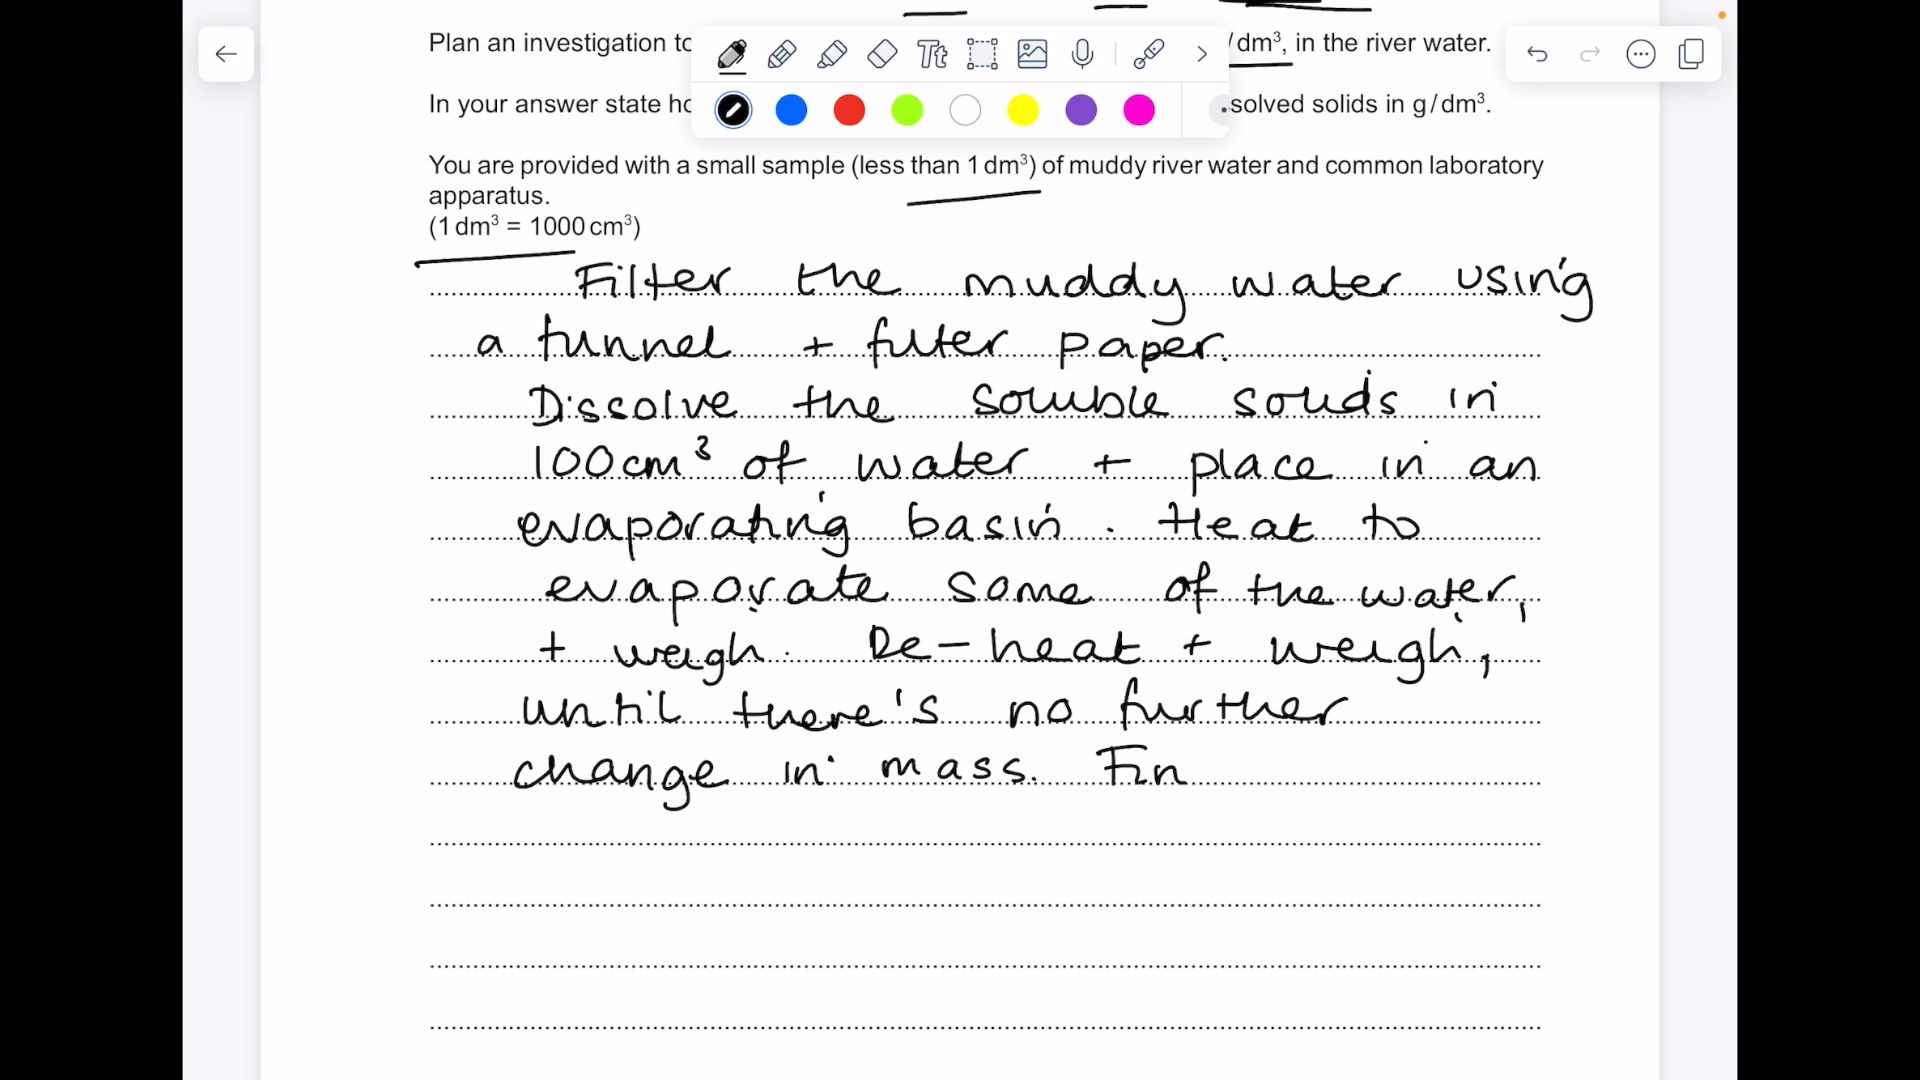 Plan an investigation to /dm³, in the river water.
In your answer state ho solved solids in g/dm³.
You are provided with a small sample (less than 1 dm³) of muddy river water and common laboratory
apparatus.
(1 dm³ = 1000 cm³)
Filter the muddy water using
a funnel + filter paper.
Dissolve the soluble solids in
100cm³ of water + place in an
evaporating basin. Heat to
evaporate some of the water,
+ weigh. Re-heat + weigh,
until there's no further
change in mass. Fin
Tt